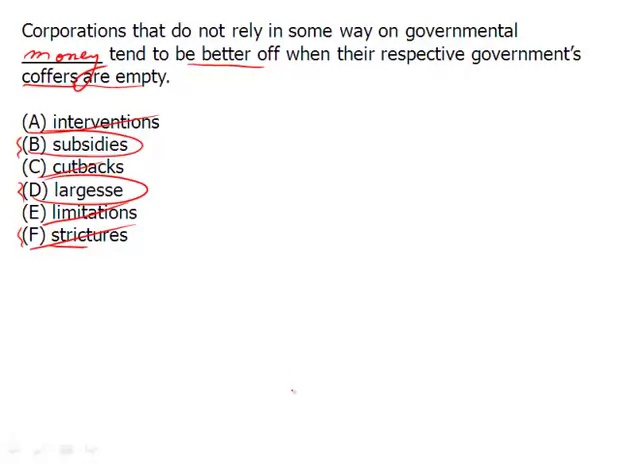 Corporations that do not rely in some way on governmental
money tend to be better off when their respective government's
coffers are empty.
(A) interventions
(B) subsidies
(C) cutbacks
(D) largesse
(E) limitations
(F) strictures